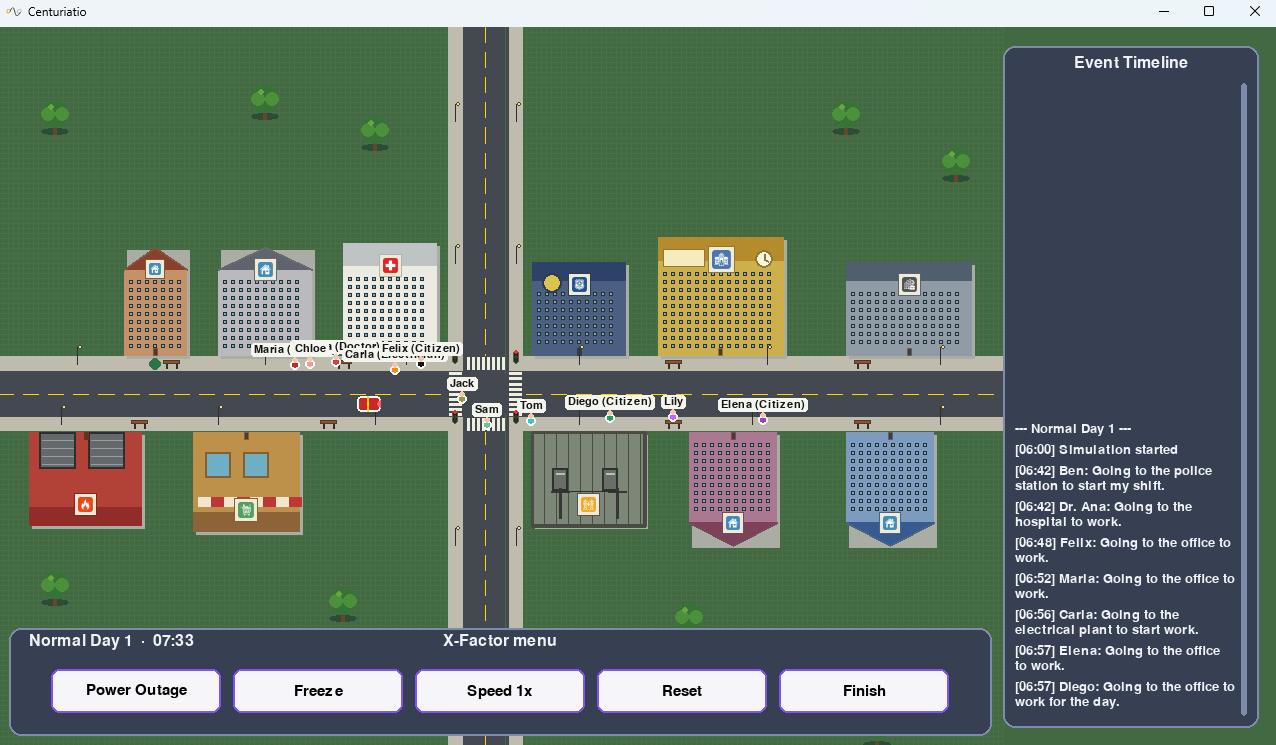 Centuriatio
Event Timeline
Maria (
Chloe
(Doctor)
Felix (Citizen)
Carla (
Jack
Sam
Tom
Diego (Citizen)
Lily
Elena (Citizen)
--- Normal Day 1 ---
[06:00] Simulation started
[06:42] Ben: Going to the police
station to start my shift.
[06:42] Dr. Ana: Going to the
hospital to work.
[06:48] Felix: Going to the office to
work.
[06:52] Maria: Going to the office to
work.
[06:56] Carla: Going to the
electrical plant to start work.
[06:57] Elena: Going to the office
to work.
[06:57] Diego: Going to the office to
work for the day.
Normal Day 1 · 07:33
X-Factor menu
Power Outage
Freeze
Speed 1x
Reset
Finish